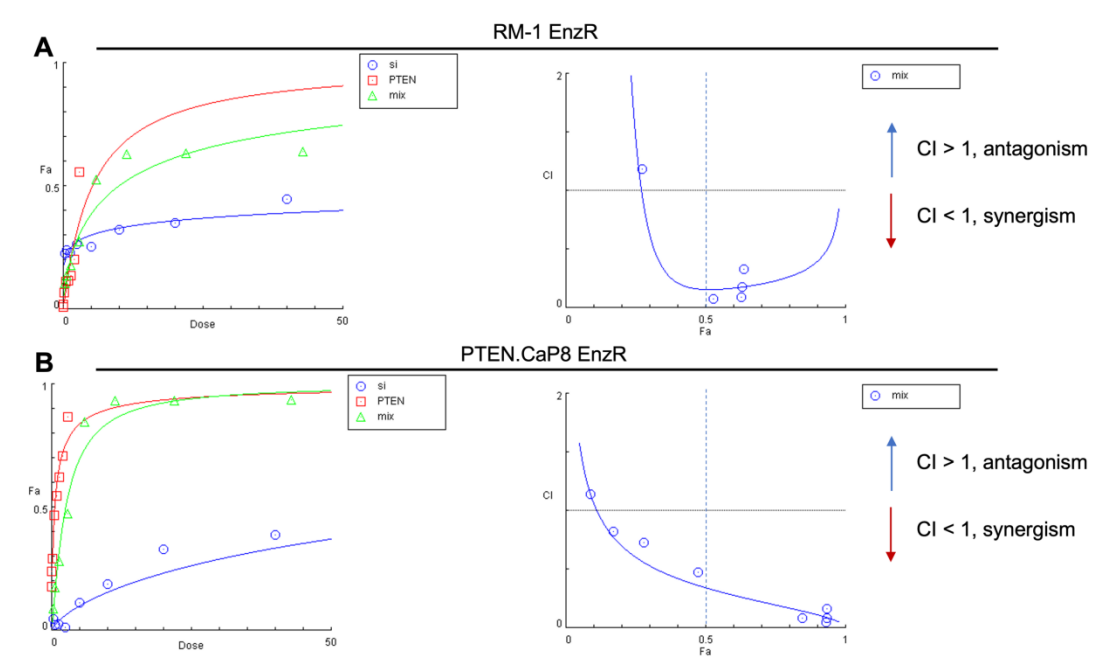 RM-1 EnzR
A
1
Fa
0.5
0
0
50
Dose
si
PTEN
mix
2
CI
0
0
0.5
1
Fa
mix
CI > 1, antagonism
CI < 1, synergism
PTEN.CaP8 EnzR
B
1
Fa
0.5
0
0
50
Dose
si
PTEN
mix
2
CI
0
0
0.5
1
Fa
mix
CI > 1, antagonism
CI < 1, synergism